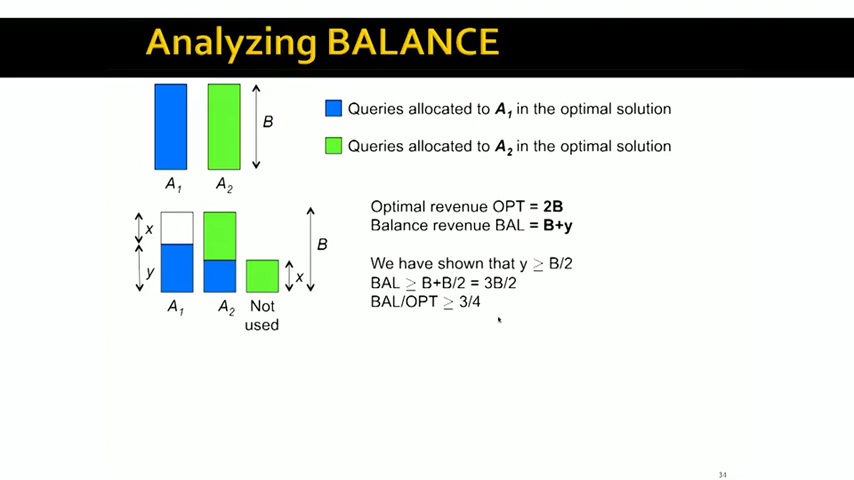 Analyzing BALANCE
B
A1 A2
Queries allocated to A1 in the optimal solution
Queries allocated to A2 in the optimal solution
x
y
B
x
A1 A2 Not
used
Optimal revenue OPT = 2B
Balance revenue BAL = B+y
We have shown that y ≥ B/2
BAL ≥ B+B/2 = 3B/2
BAL/OPT ≥ 3/4
34